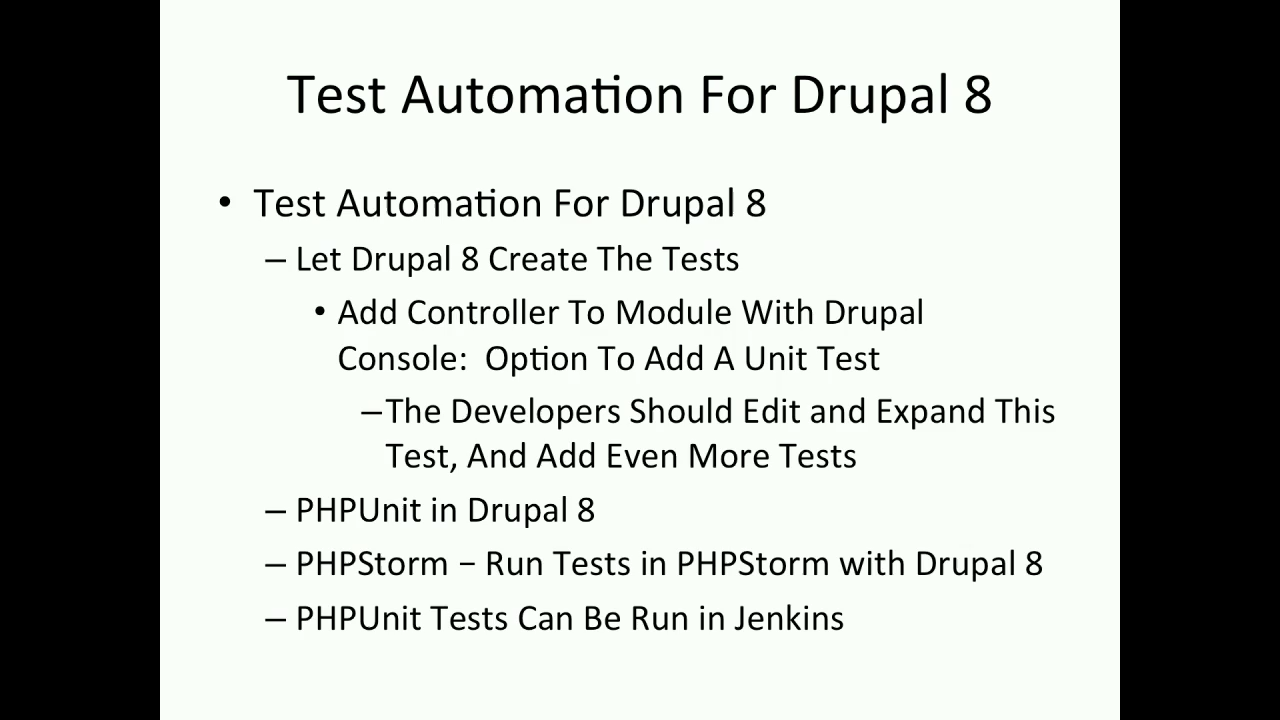 Test Automation For Drupal 8
• Test Automation For Drupal 8
– Let Drupal 8 Create The Tests
• Add Controller To Module With Drupal
Console:  Option To Add A Unit Test
–The Developers Should Edit and Expand This
Test, And Add Even More Tests
– PHPUnit in Drupal 8
– PHPStorm – Run Tests in PHPStorm with Drupal 8
– PHPUnit Tests Can Be Run in Jenkins